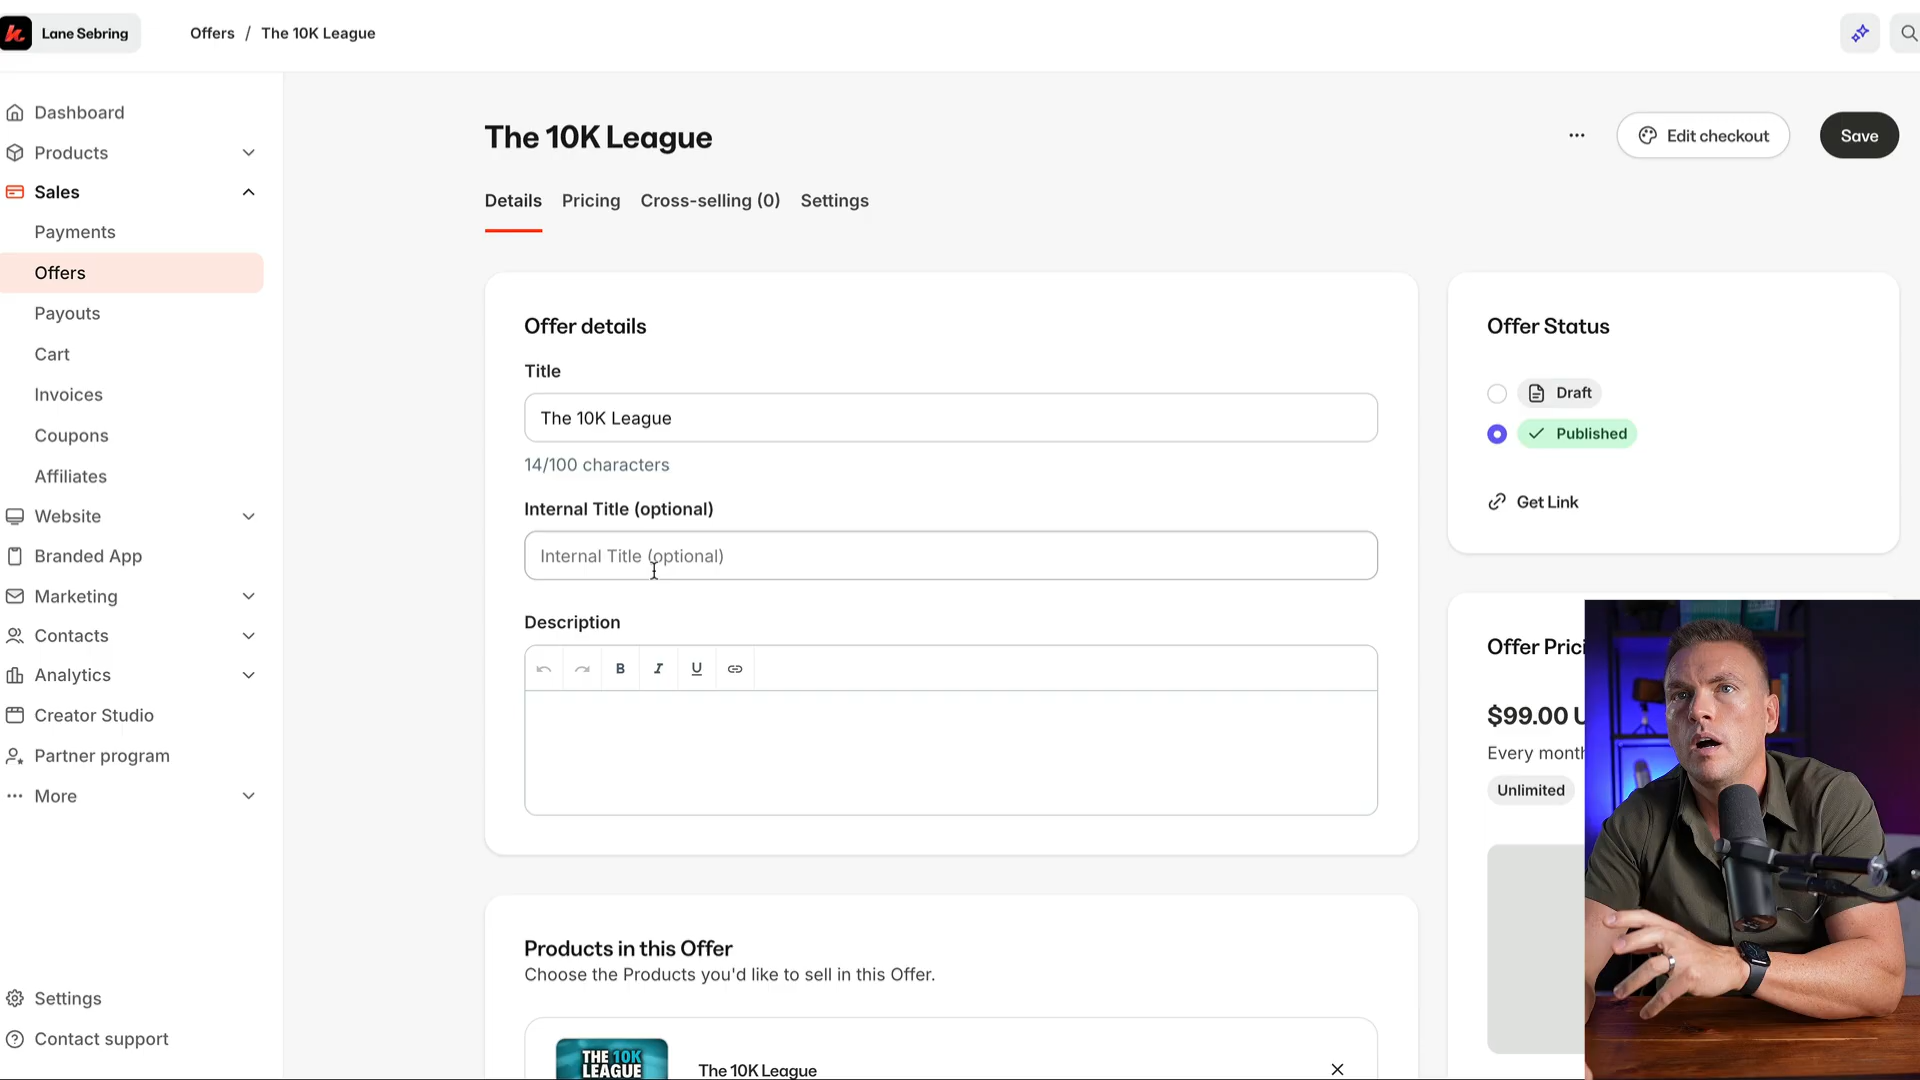 Lane Sebring
Offers / The 10K League
Dashboard
Products
Sales
Payments
Offers
Payouts
Cart
Invoices
Coupons
Affiliates
Website
Branded App
Marketing
Contacts
Analytics
Creator Studio
Partner program
More
Settings
Contact support
The 10K League
Edit checkout
Save
Details
Pricing
Cross-selling (0)
Settings
Offer details
Title
The 10K League
14/100 characters
Internal Title (optional)
Internal Title (optional)
Description
B I U
Products in this Offer
Choose the Products you'd like to sell in this Offer.
THE 10K
LEAGUE
The 10K League
Offer Status
Draft
Published
Get Link
Offer Prici
$99.00 U
Every month
Unlimited